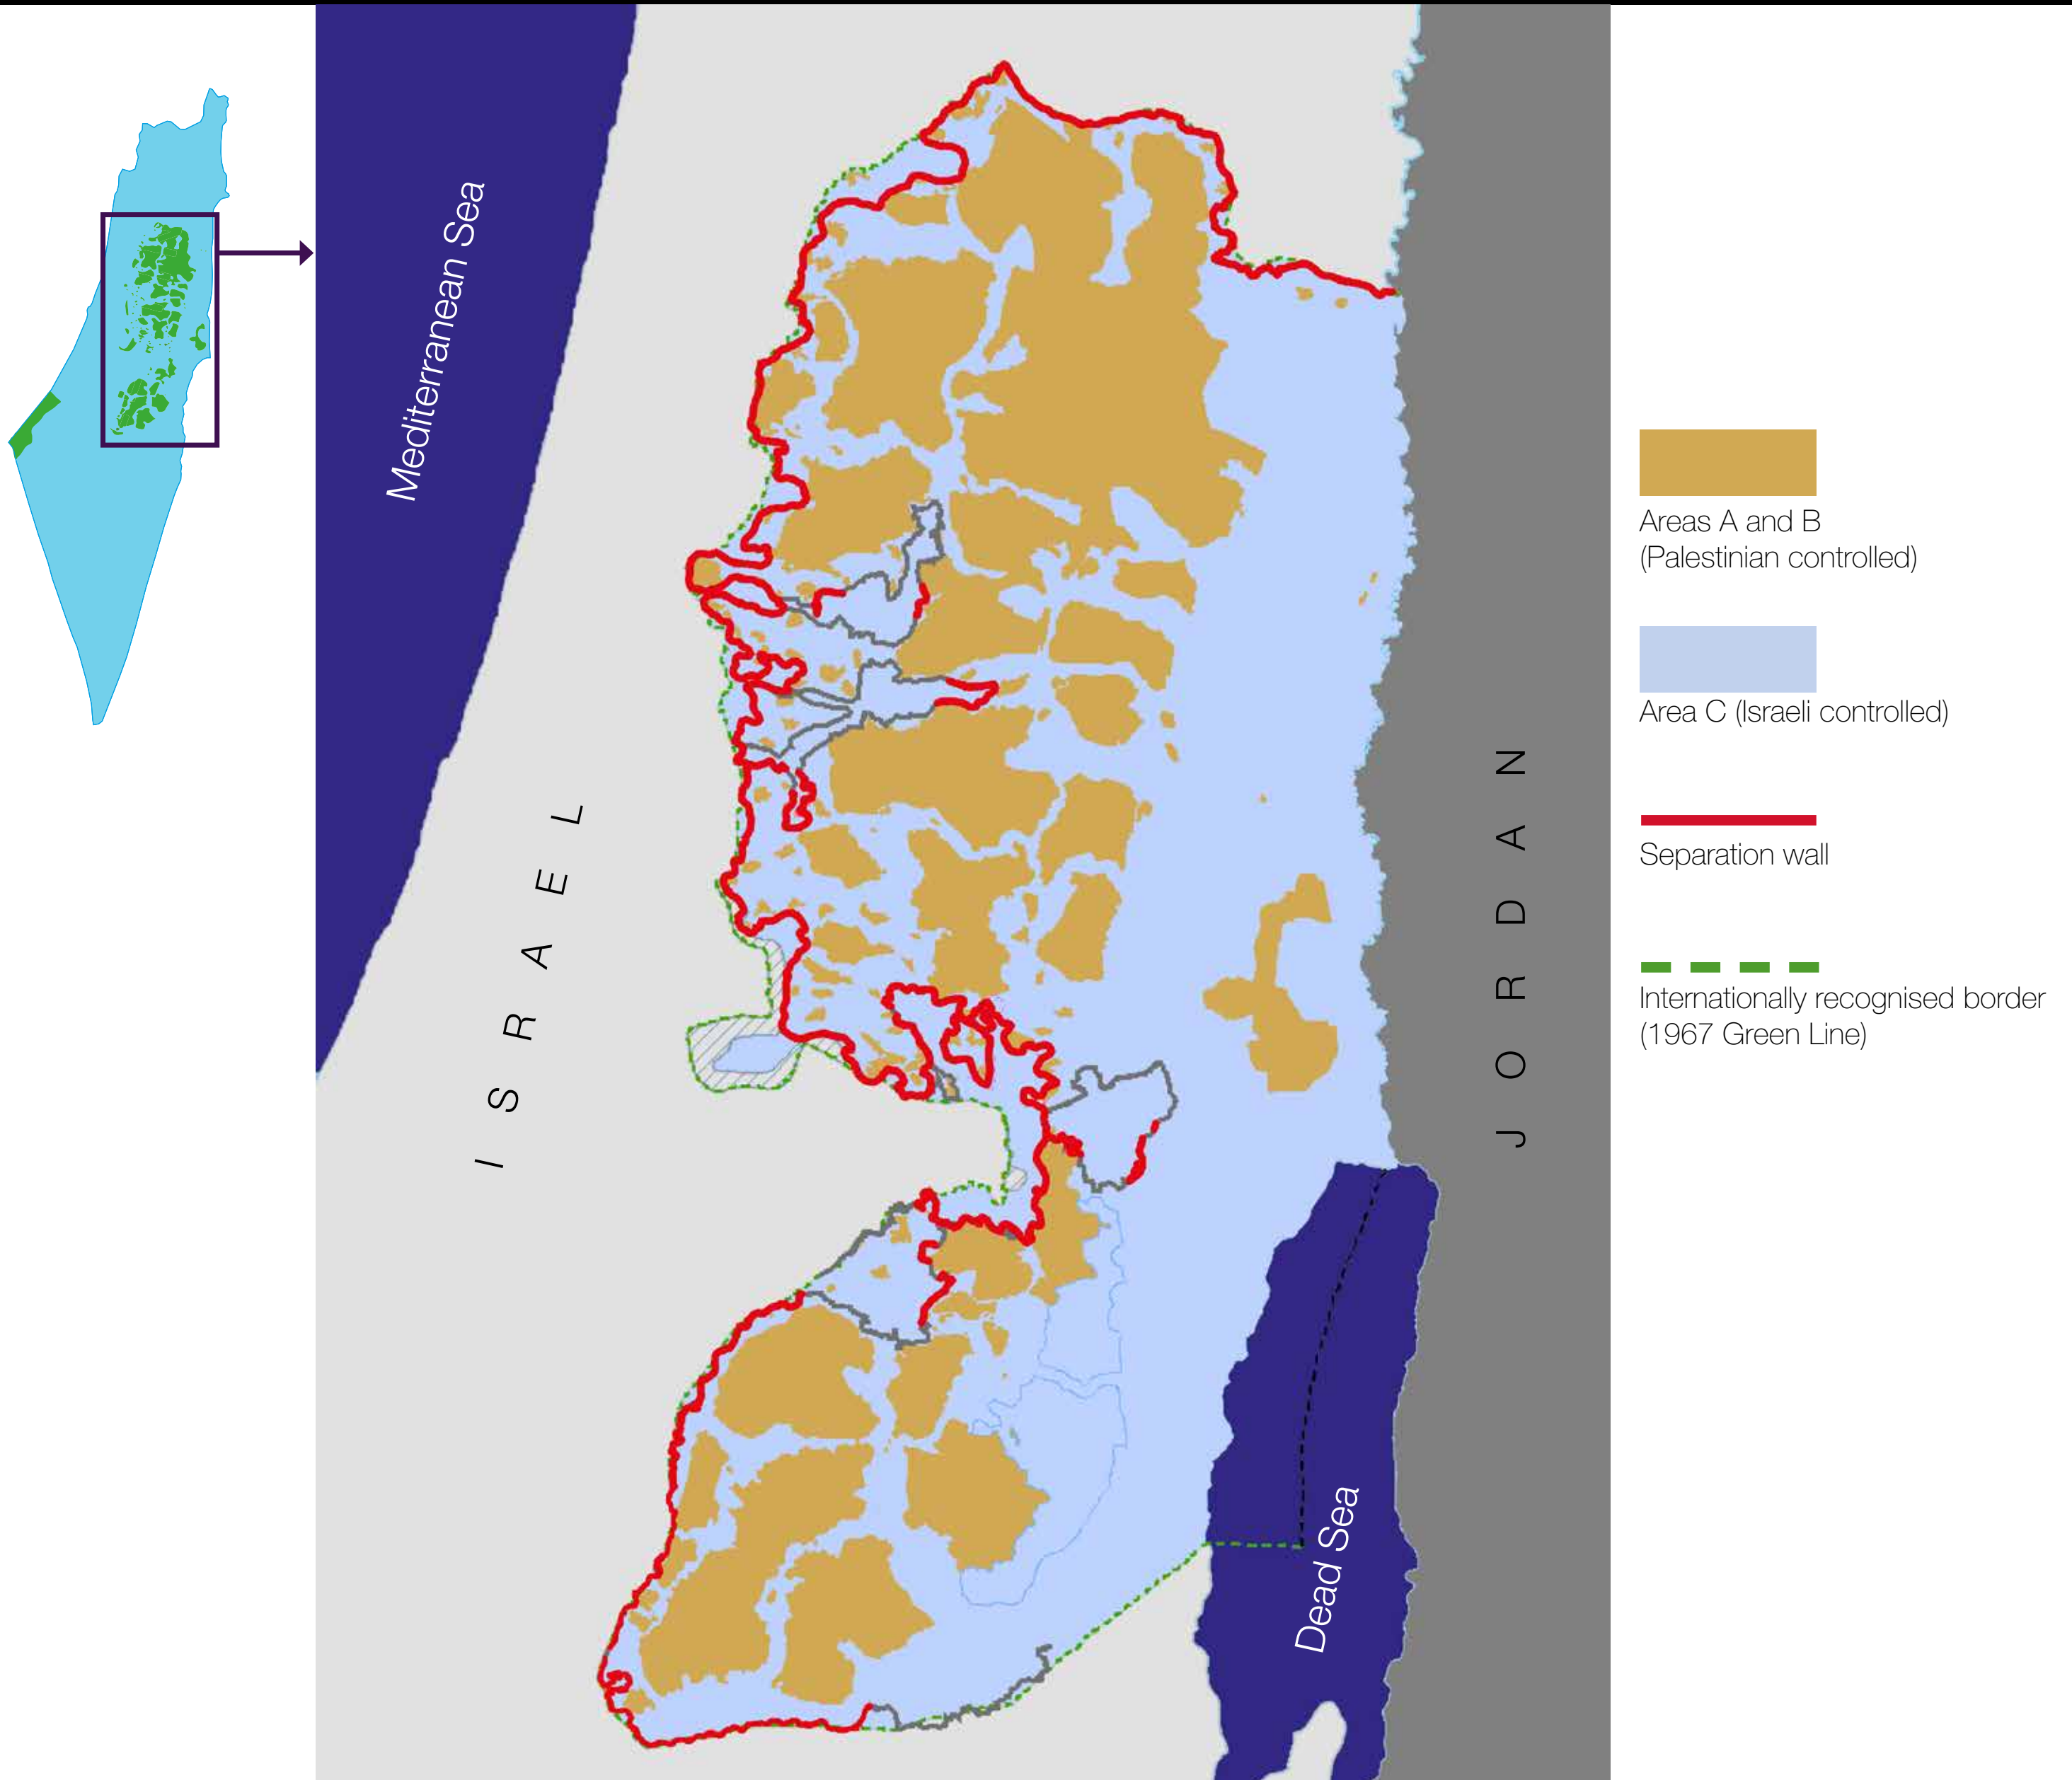 Mediterranean Sea
ISRAEL
JORDAN
Dead Sea
Areas A and B
(Palestinian controlled)
Area C (Israeli controlled)
Separation wall
Internationally recognised border
(1967 Green Line)